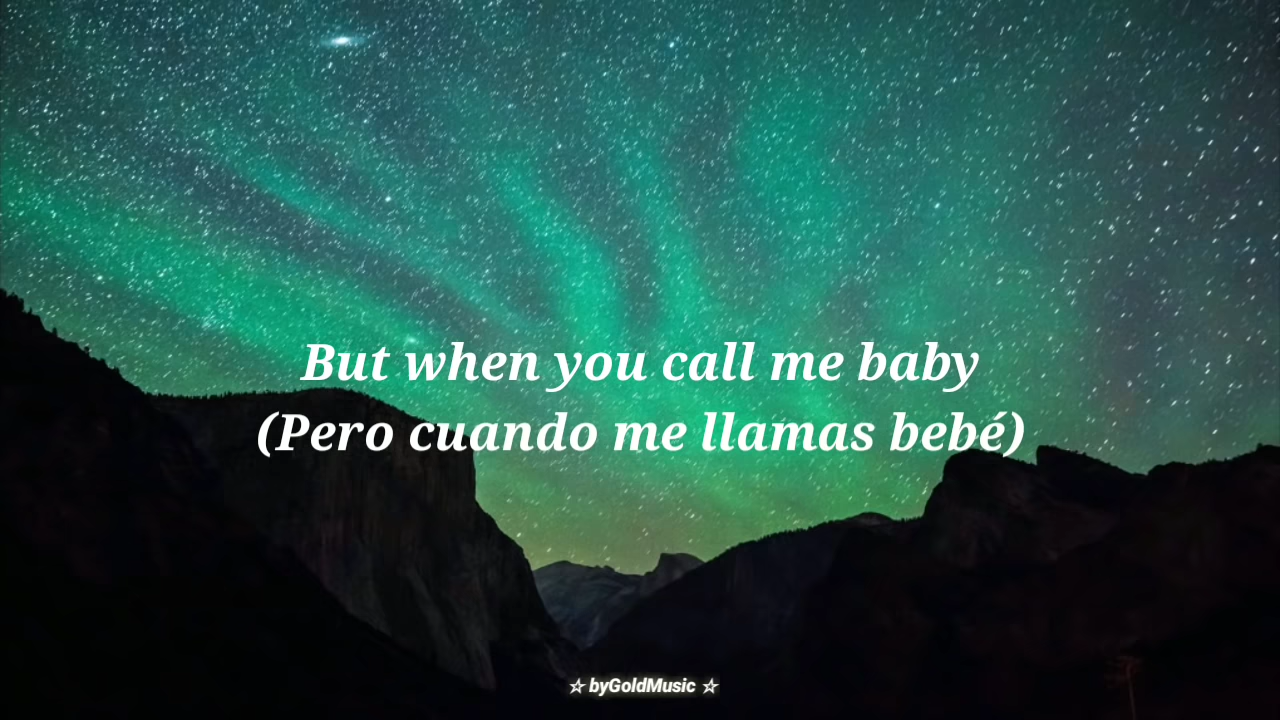 But when you call me baby
(Pero cuando me llamas bebé)
☆ byGoldMusic ☆